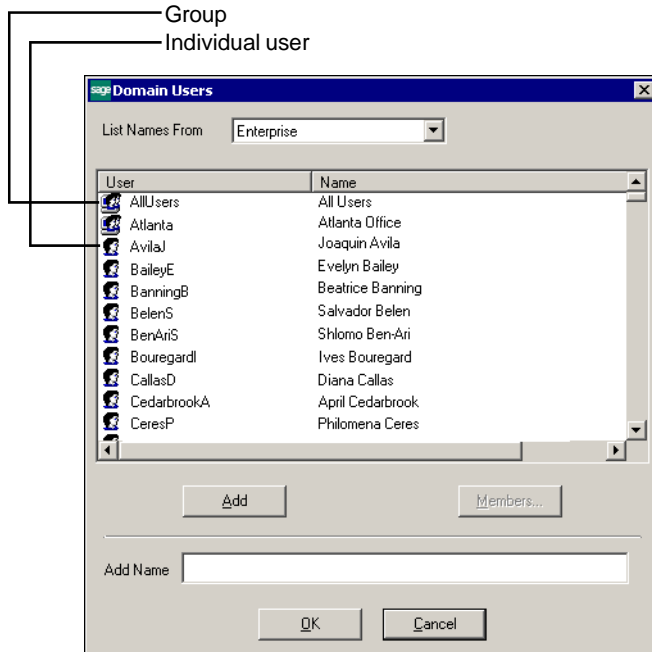 Group
Individual user
sage Domain Users
List Names From Enterprise
User Name
AllUsers All Users
Atlanta Atlanta Office
AvilaJ Joaquin Avila
BaileyE Evelyn Bailey
BanningB Beatrice Banning
BelenS Salvador Belen
BenAriS Shlomo Ben-Ari
BouregardI Ives Bouregard
CallasD Diana Callas
CedarbrookA April Cedarbrook
CeresP Philomena Ceres
Add Members...
Add Name
OK Cancel